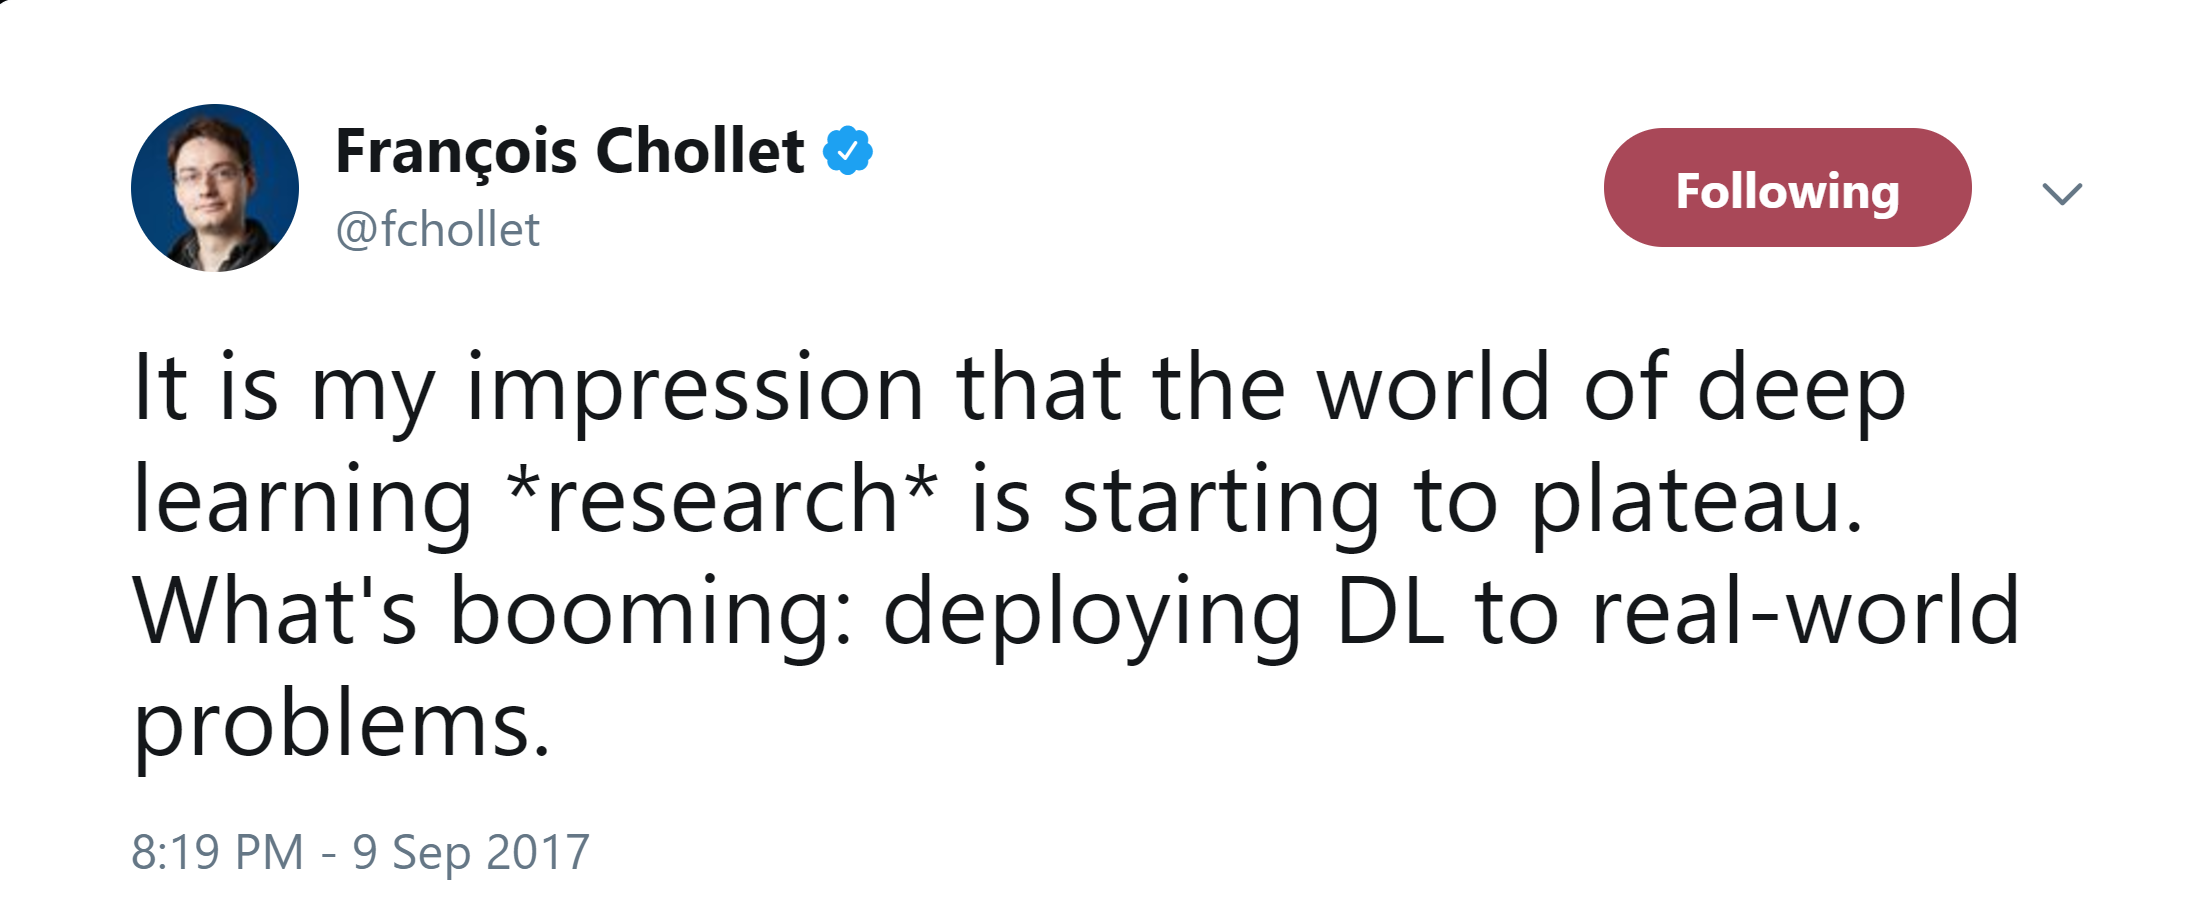 François Chollet
@fchollet
Following
It is my impression that the world of deep
learning *research* is starting to plateau.
What's booming: deploying DL to real-world
problems.
8:19 PM - 9 Sep 2017